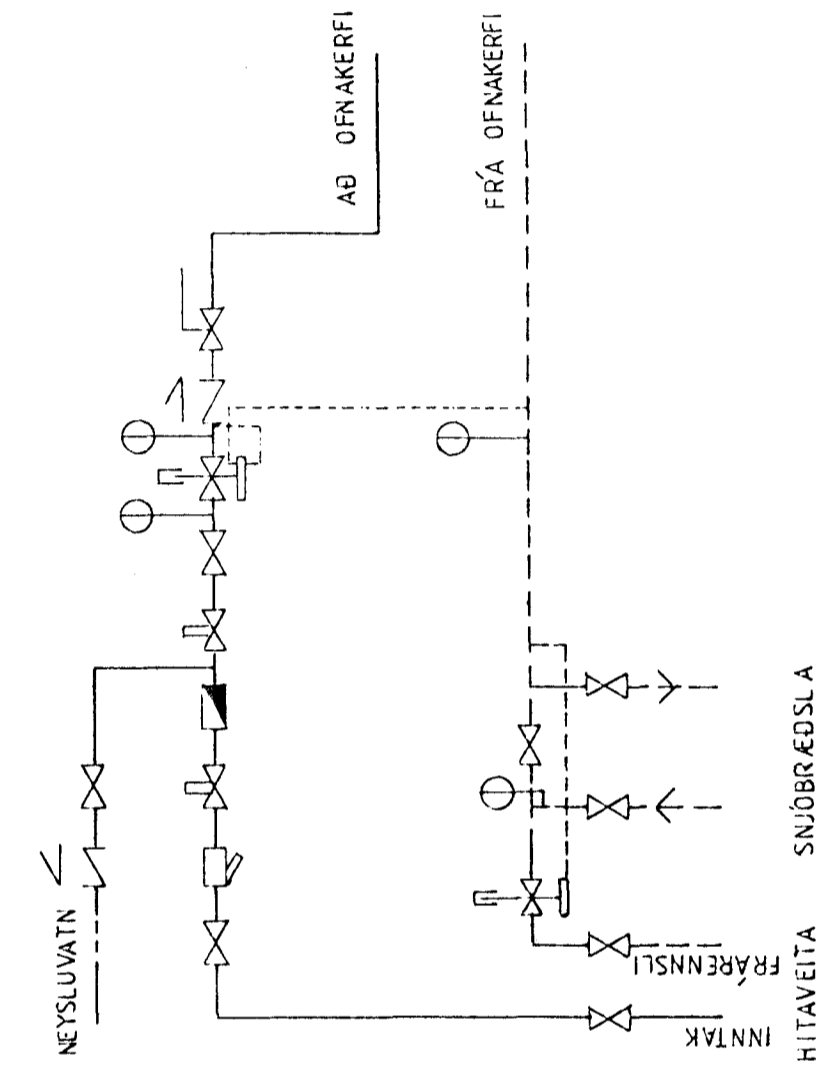 AÐ OFNAKERFI
FRÁ OFNAKERFI
NEYSLUVATN
HITAVEITA
INNTAK
FRÁRENNSLI
SNJÓBRÆÐSLA